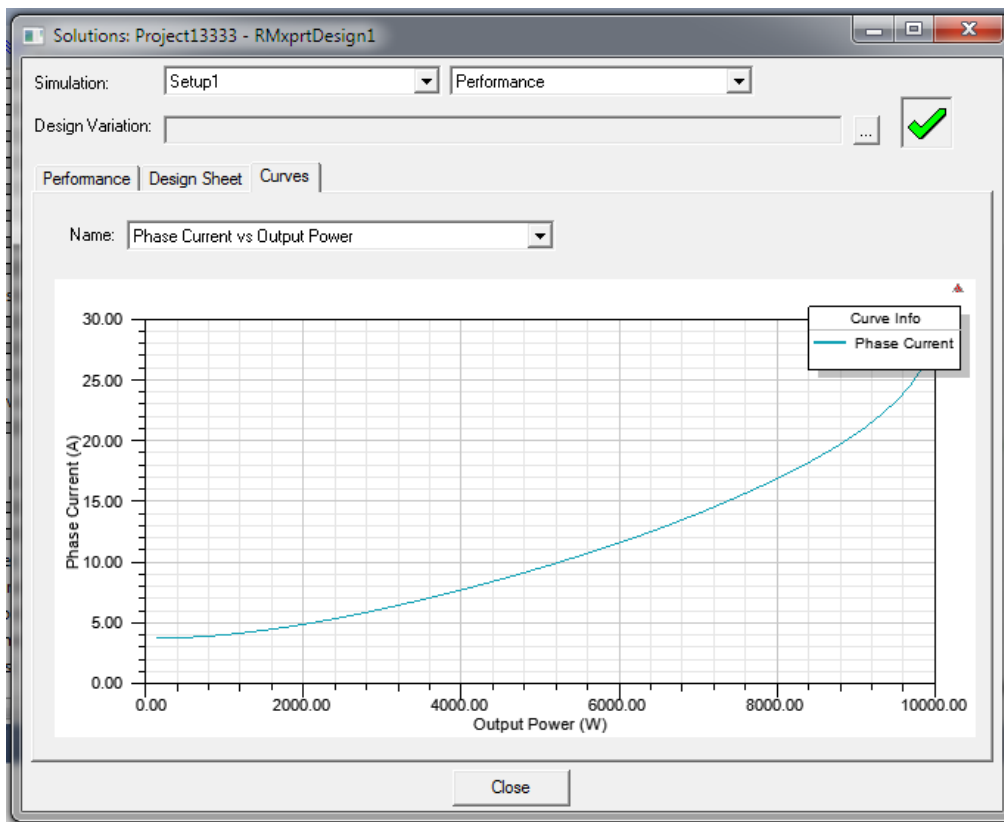 Solutions: Project13333 - RMxprtDesign1
Simulation: Setup1 Performance
Design Variation: ...
Performance Design Sheet Curves
Name: Phase Current vs Output Power
Curve Info
Phase Current
30.00
25.00
20.00
15.00
10.00
5.00
0.00
Phase Current (A)
0.00 2000.00 4000.00 6000.00 8000.00 10000.00
Output Power (W)
Close